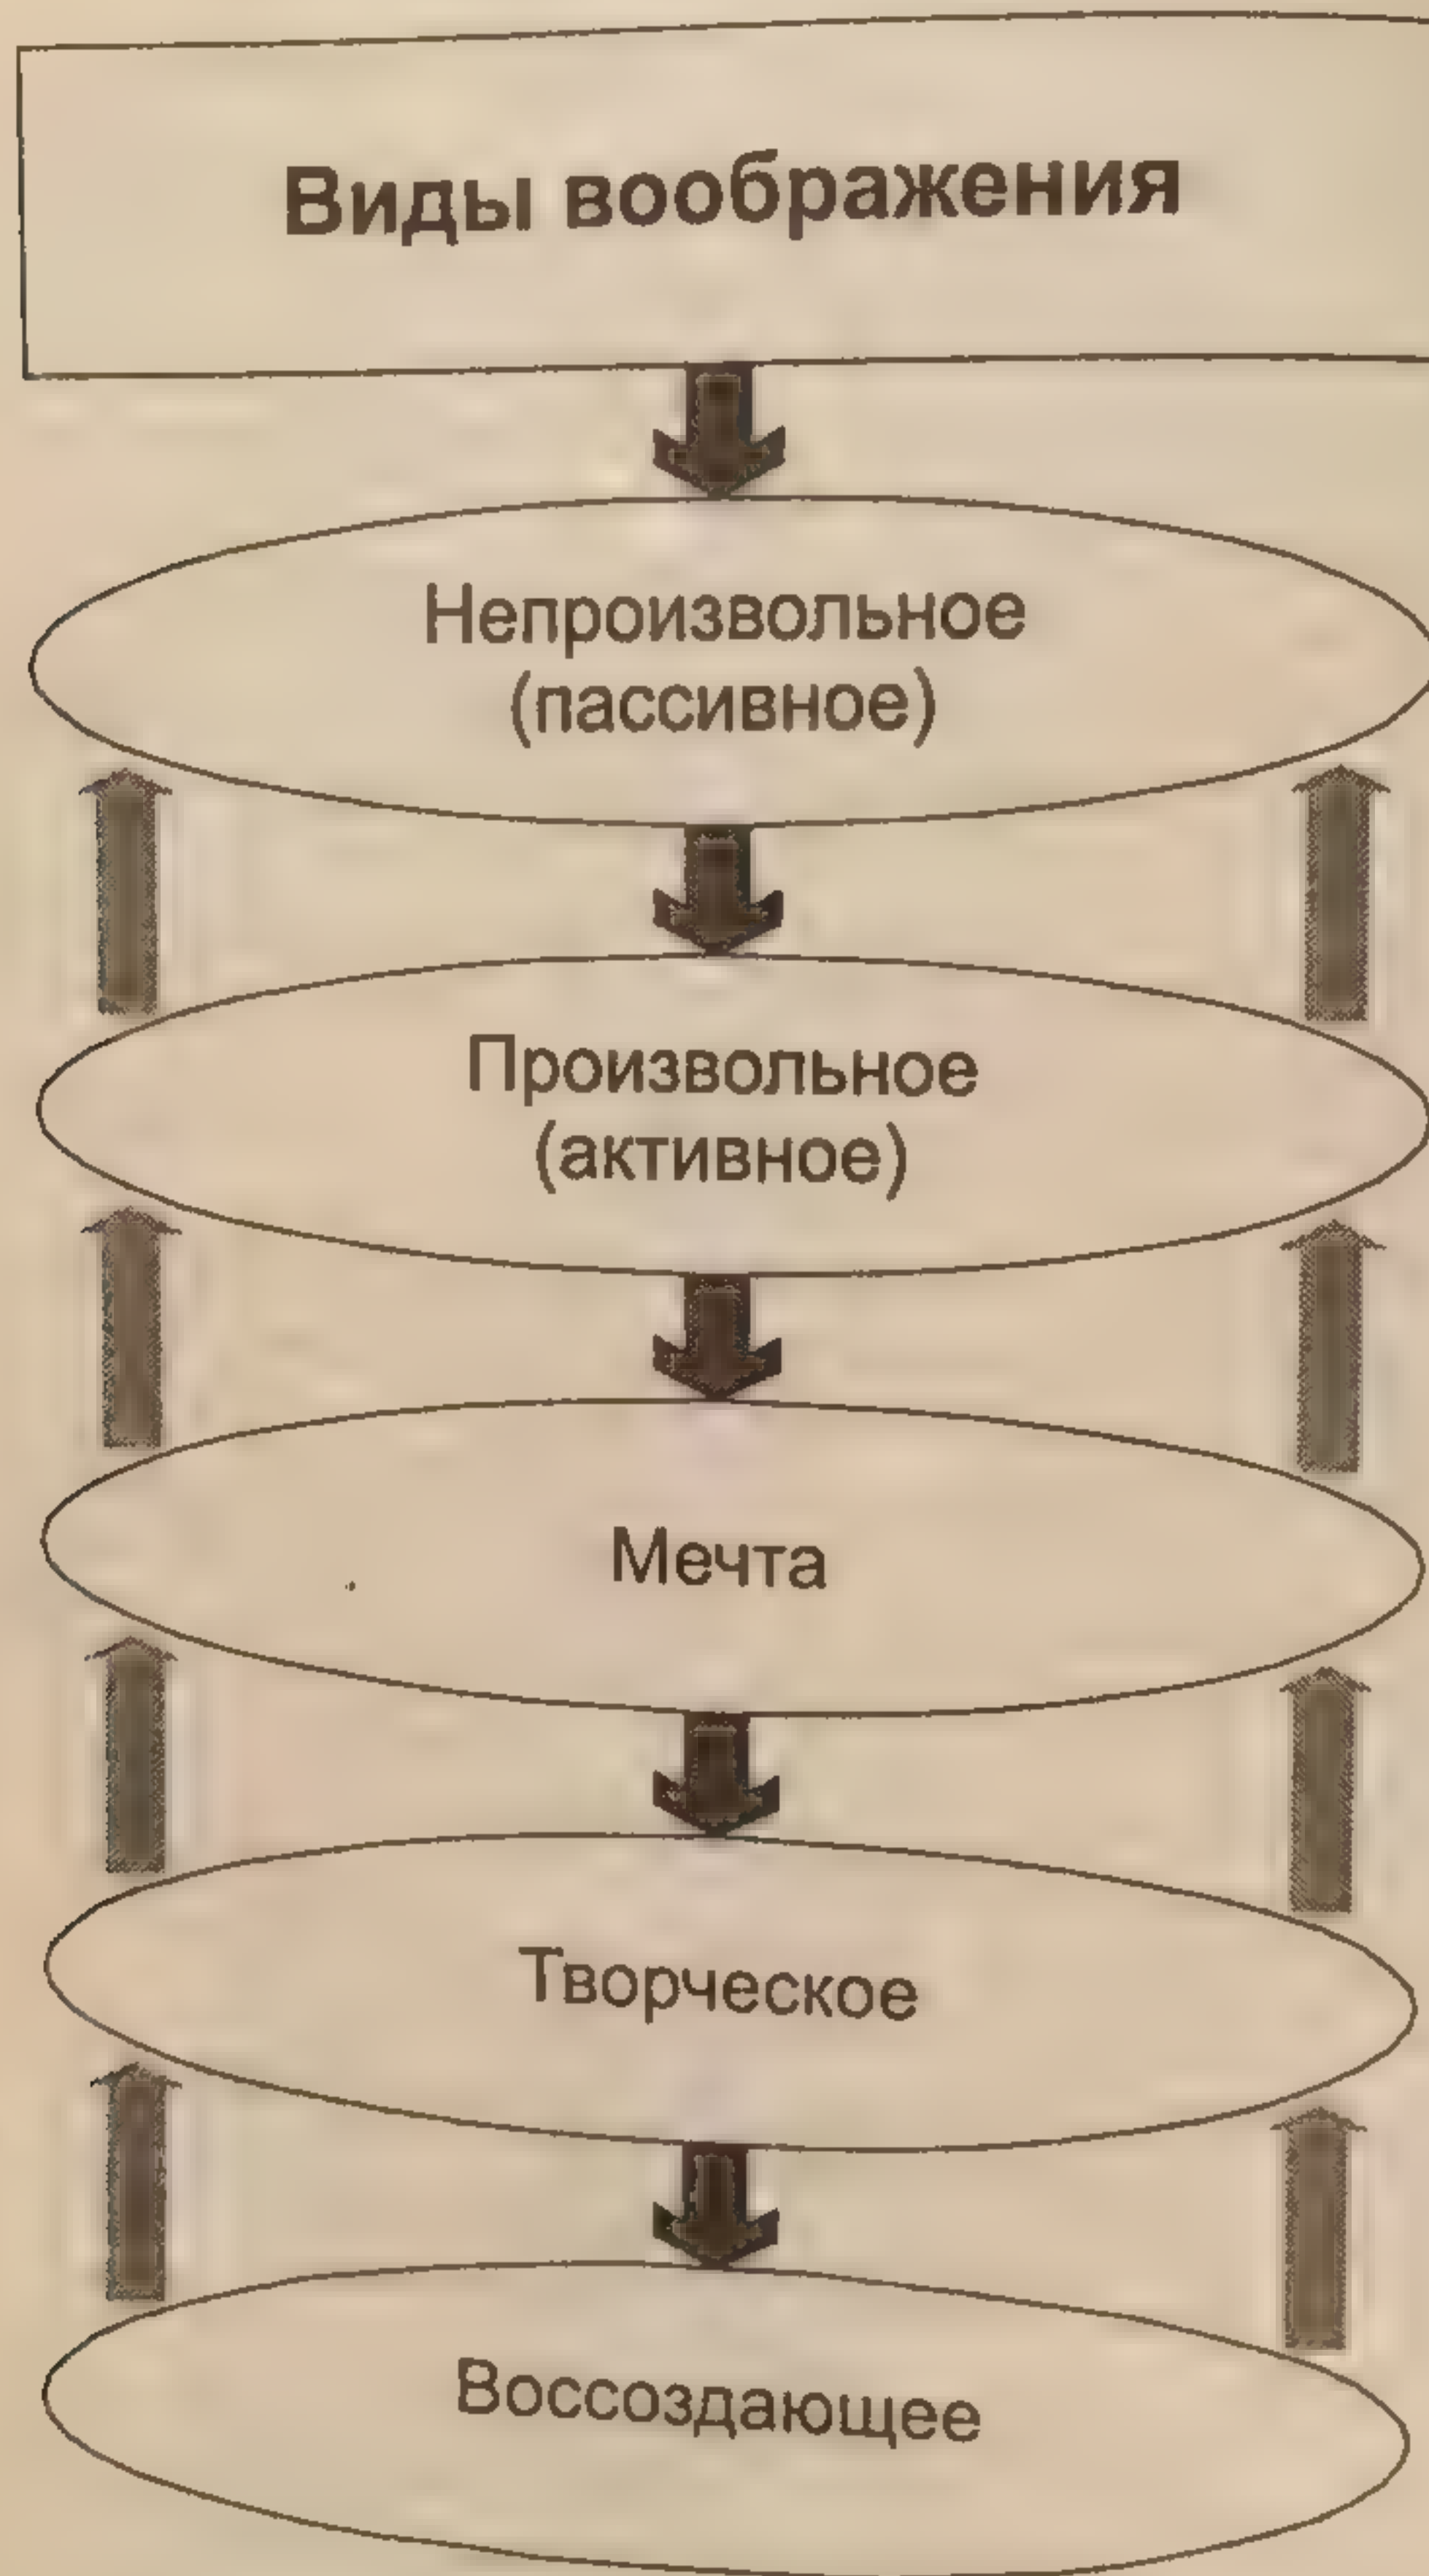 Виды воображения
Непроизвольное
(пассивное)
Произвольное
(активное)
Мечта
Творческое
Воссоздающее